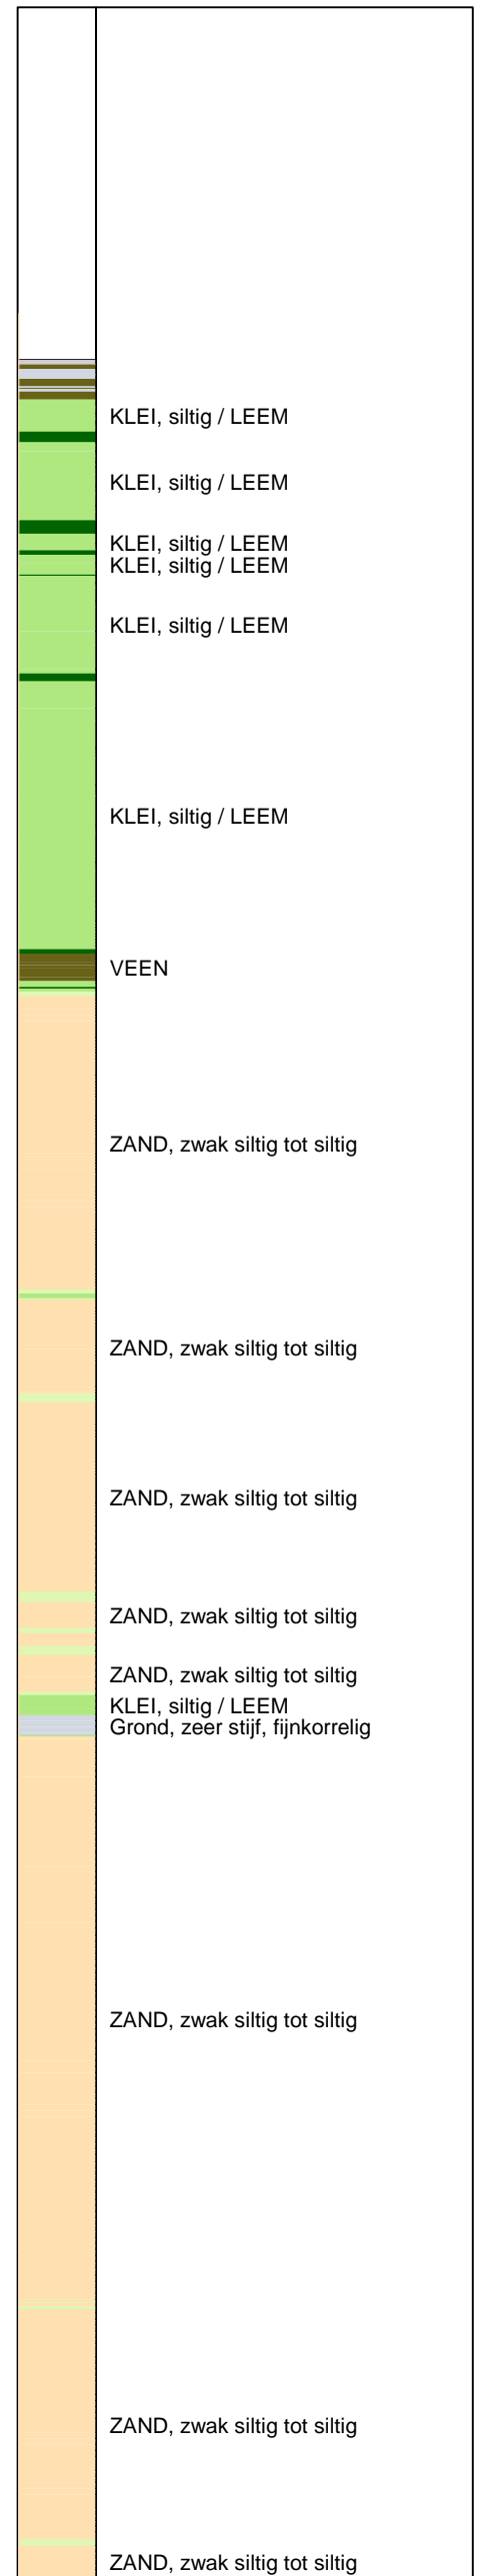 KLEI, siltig / LEEM
KLEI, siltig / LEEM
KLEI, siltig / LEEM
KLEI, siltig / LEEM
KLEI, siltig / LEEM
KLEI, siltig / LEEM
VEEN
ZAND, zwak siltig tot siltig
ZAND, zwak siltig tot siltig
ZAND, zwak siltig tot siltig
ZAND, zwak siltig tot siltig
ZAND, zwak siltig tot siltig
KLEI, siltig / LEEM
Grond, zeer stijf, fijnkorrelig
ZAND, zwak siltig tot siltig
ZAND, zwak siltig tot siltig
ZAND, zwak siltig tot siltig